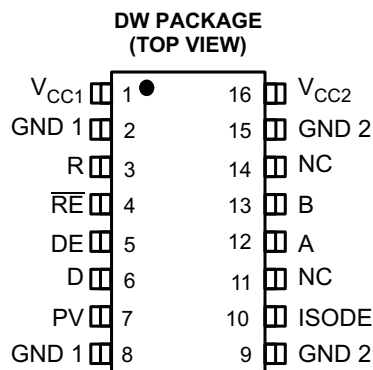 DW PACKAGE
(TOP VIEW)
VCC1 1 16 VCC2
GND 1 2 15 GND 2
R 3 14 NC
R̅E̅ 4 13 B
DE 5 12 A
D 6 11 NC
PV 7 10 ISODE
GND 1 8 9 GND 2